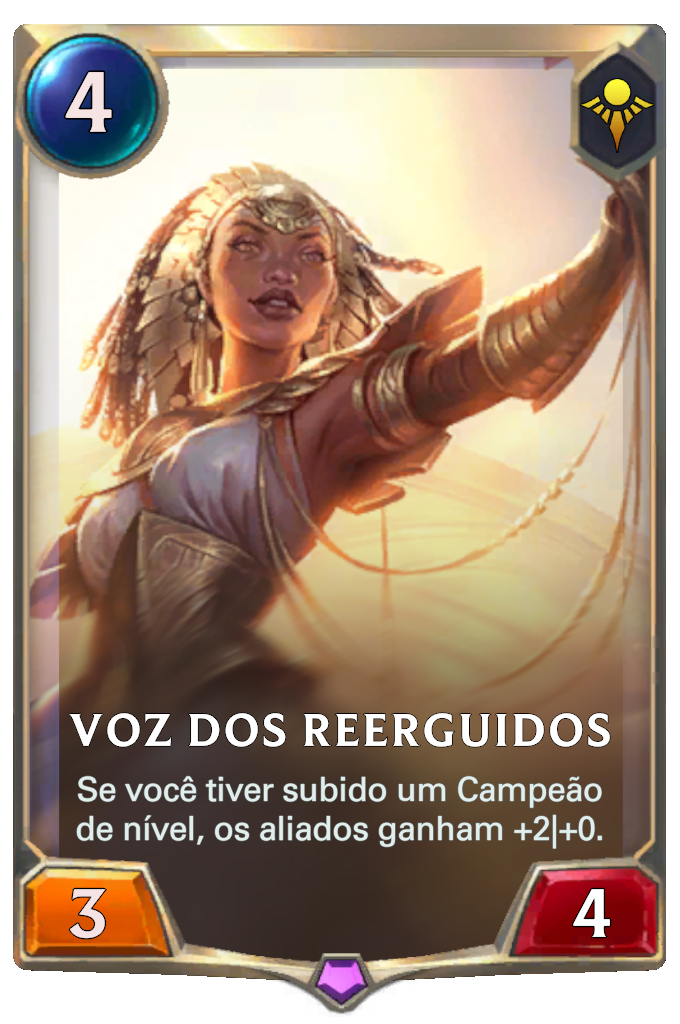 4
VOZ DOS REERGUIDOS
Se você tiver subido um Campeão
de nível, os aliados ganham +2|+0.
3
4